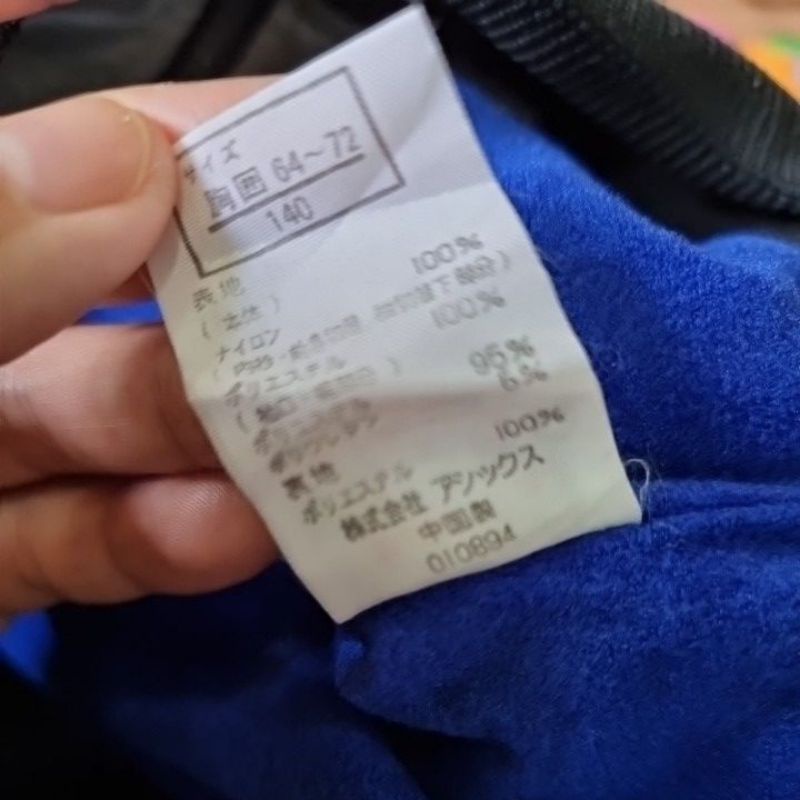 サイズ
胸囲 64~72
140
表地
(本体)
ナイロン 100%
ポリエステル 100%
95%
ポリウレタン 5%
裏地
ポリエステル 100%
株式会社 アシックス
中国製
010894